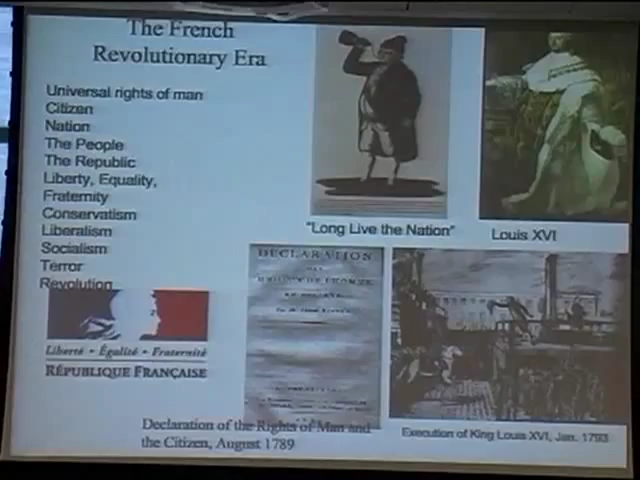 The French
Revolutionary Era
Universal rights of man
Citizen
Nation
The People
The Republic
Liberty, Equality,
Fraternity
Conservatism
Liberalism
Socialism
Terror
Revolution
"Long Live the Nation"
Louis XVI
Liberté • Égalité • Fraternité
RÉPUBLIQUE FRANÇAISE
DECLARATION
Declaration of the Rights of Man and
the Citizen, August 1789
Execution of King Louis XVI, Jan. 1793